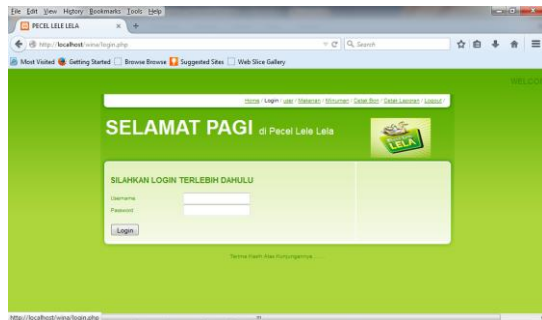 File Edit View History Bookmarks Tools Help
PECEL LELE LELA
http://localhost/wina/login.php
Search
Most Visited Getting Started Browse Browse Suggested Sites Web Slice Gallery
WELCO
Home / Login / user / Makanan / Minuman / Cetak Bon / Cetak Laporan / Logout /
SELAMAT PAGI di Pecel Lele Lela
LELA
SILAHKAN LOGIN TERLEBIH DAHULU
Username
Password
Login
Terima Kasih Atas Kunjungannya
http://localhost/wina/login.php